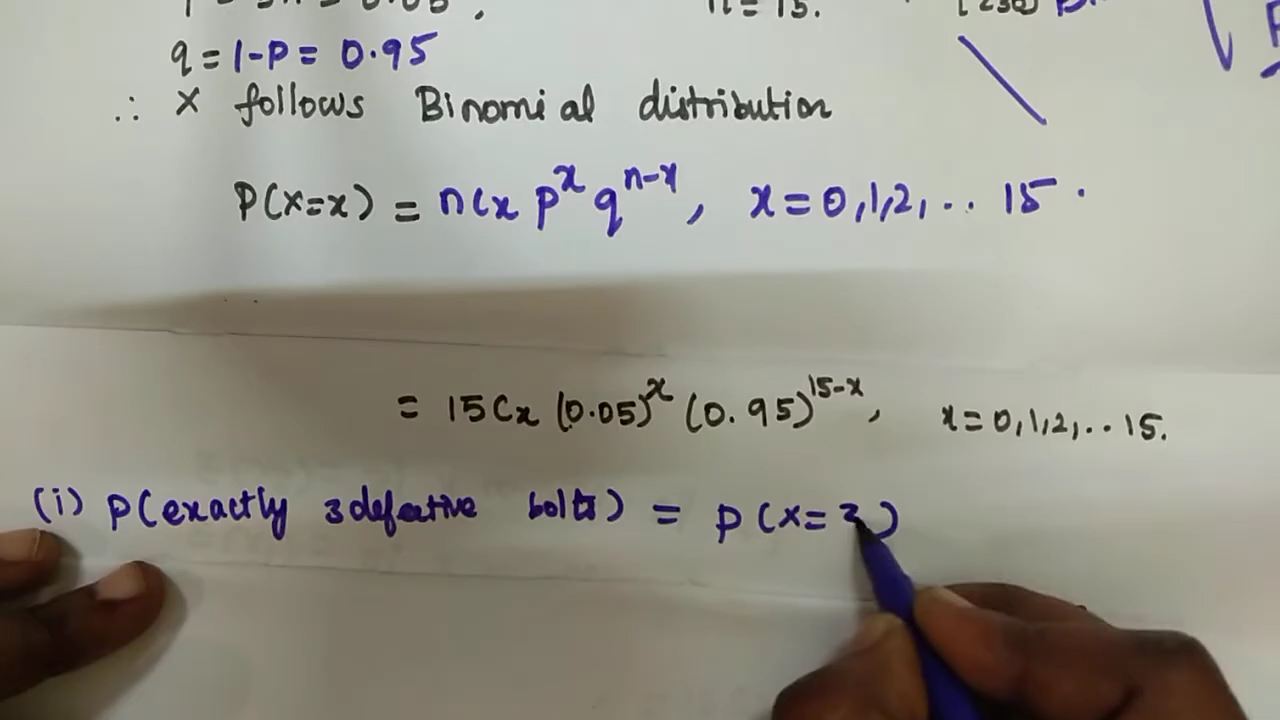 n = 15.
q = 1-P = 0.95
∴ X follows Binomial distribution
P(X=x) = nCx p^x q^{n-x}, x = 0,1,2,.. 15.
= 15Cx (0.05)^x (0.95)^{15-x}, x = 0,1,2,..15.
(i) P(exactly 3 defective bolts) = P(X=3)